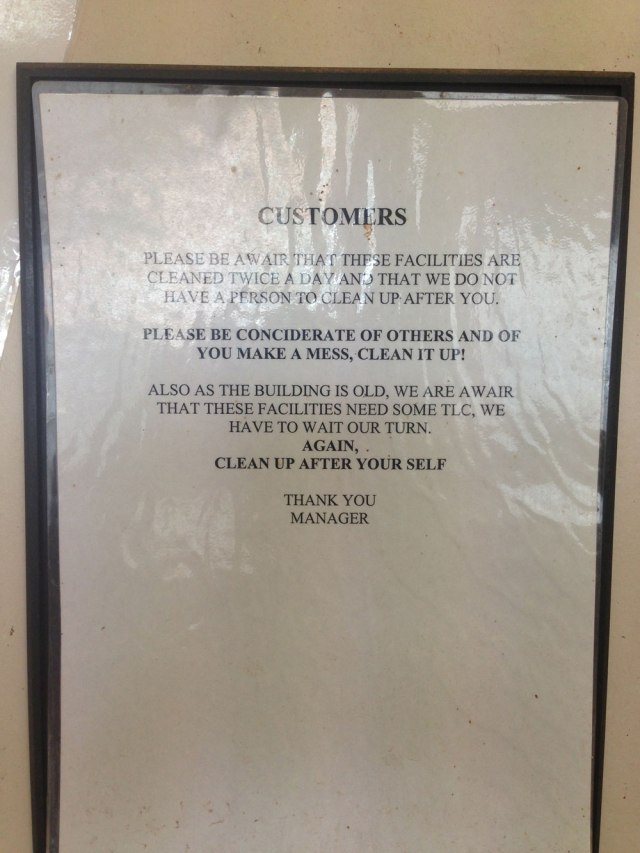 CUSTOMERS
PLEASE BE AWAIR THAT THESE FACILITIES ARE
CLEANED TWICE A DAY AND THAT WE DO NOT
HAVE A PERSON TO CLEAN UP AFTER YOU.
PLEASE BE CONCIDERATE OF OTHERS AND OF
YOU MAKE A MESS, CLEAN IT UP!
ALSO AS THE BUILDING IS OLD, WE ARE AWAIR
THAT THESE FACILITIES NEED SOME TLC, WE
HAVE TO WAIT OUR TURN.
AGAIN,
CLEAN UP AFTER YOUR SELF
THANK YOU
MANAGER